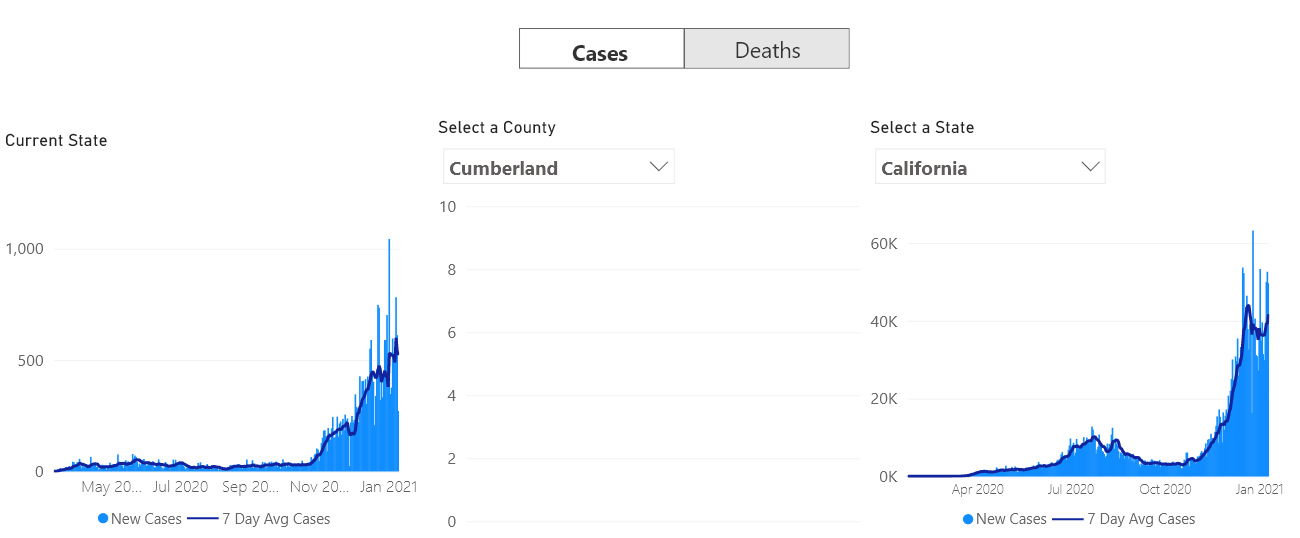 Cases Deaths
Current State
Select a County
Cumberland
Select a State
California
1,000
500
0
May 20... Jul 2020 Sep 20... Nov 20... Jan 2021
New Cases 7 Day Avg Cases
10
8
6
4
2
0
60K
40K
20K
0K
Apr 2020 Jul 2020 Oct 2020 Jan 2021
New Cases 7 Day Avg Cases